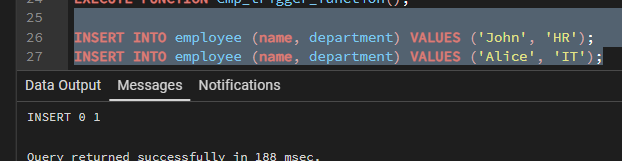 24
EXECUTE FUNCTION emp_trigger_function();
25
26 INSERT INTO employee (name, department) VALUES ('John', 'HR');
27 INSERT INTO employee (name, department) VALUES ('Alice', 'IT');
Data Output Messages Notifications
INSERT 0 1
Query returned successfully in 188 msec.